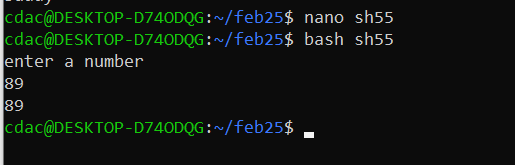 cdac@DESKTOP-D74ODQG:~/feb25$ nano sh55
cdac@DESKTOP-D74ODQG:~/feb25$ bash sh55
enter a number
89
89
cdac@DESKTOP-D74ODQG:~/feb25$